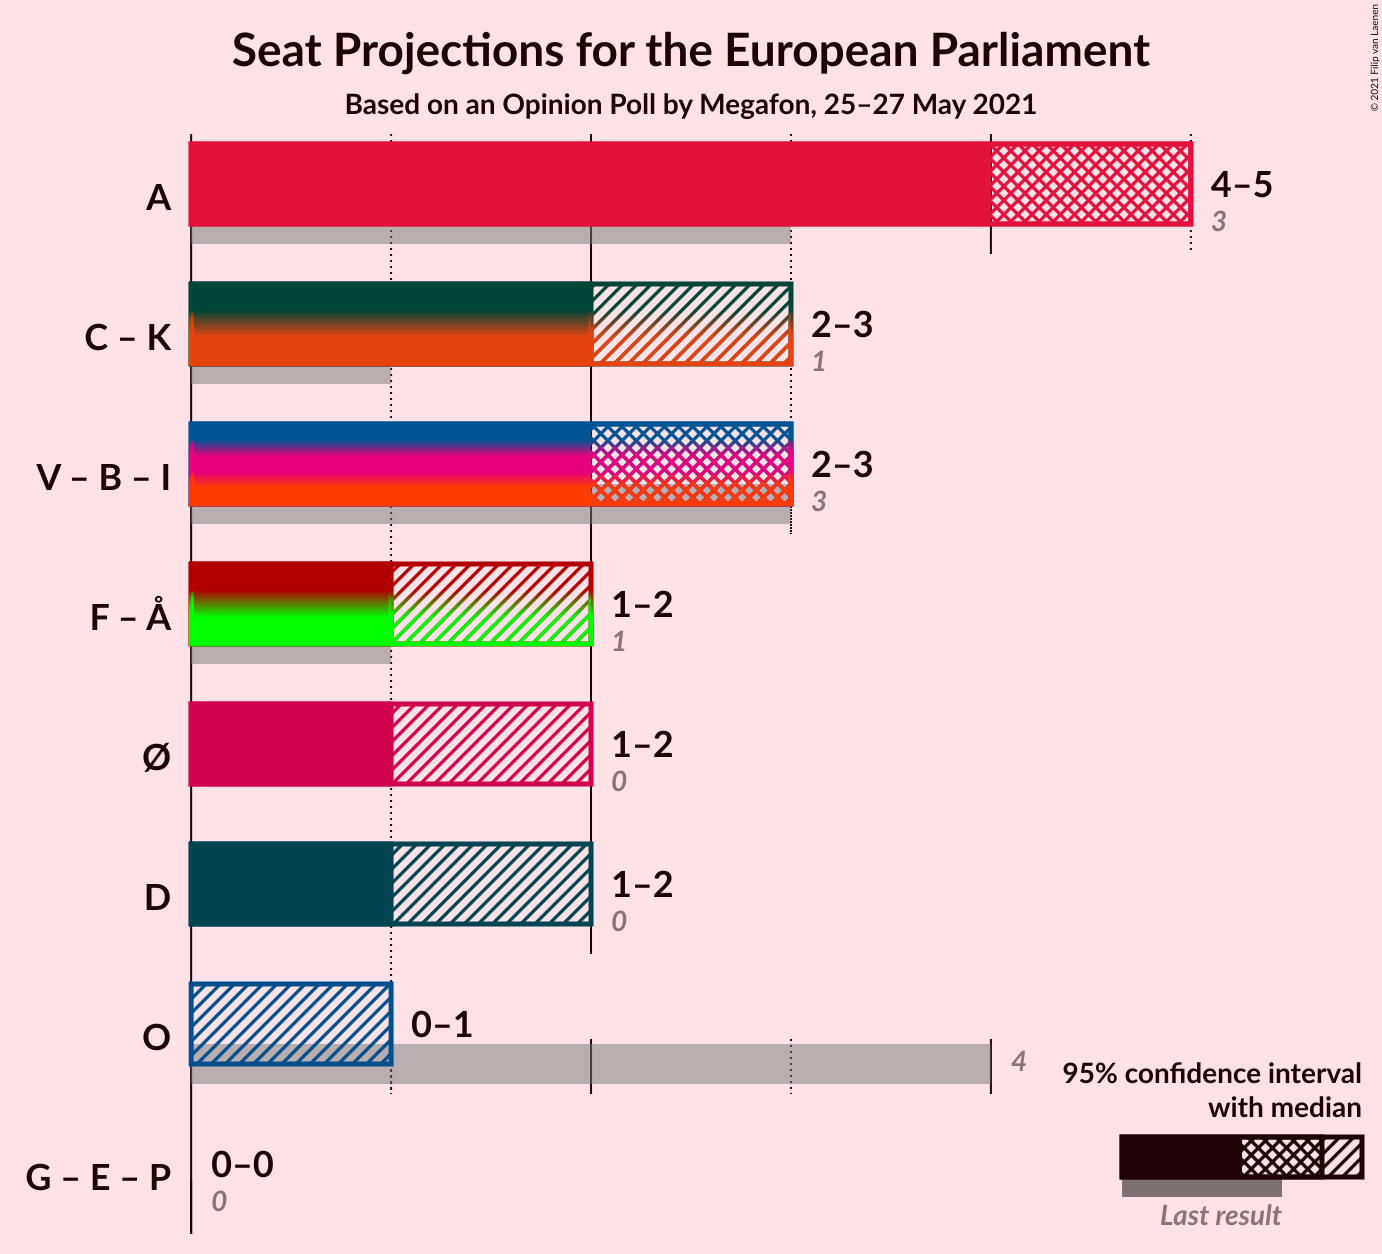 Seat Projections for the European Parliament
Based on an Opinion Poll by Megafon, 25–27 May 2021
© 2021 Filip van Laenen
A
4–5
3
C – K
2–3
1
V – B – I
2–3
3
F – Å
1–2
1
Ø
1–2
0
D
1–2
0
O
0–1
4
G – E – P
0–0
0
95% confidence interval
with median
Last result